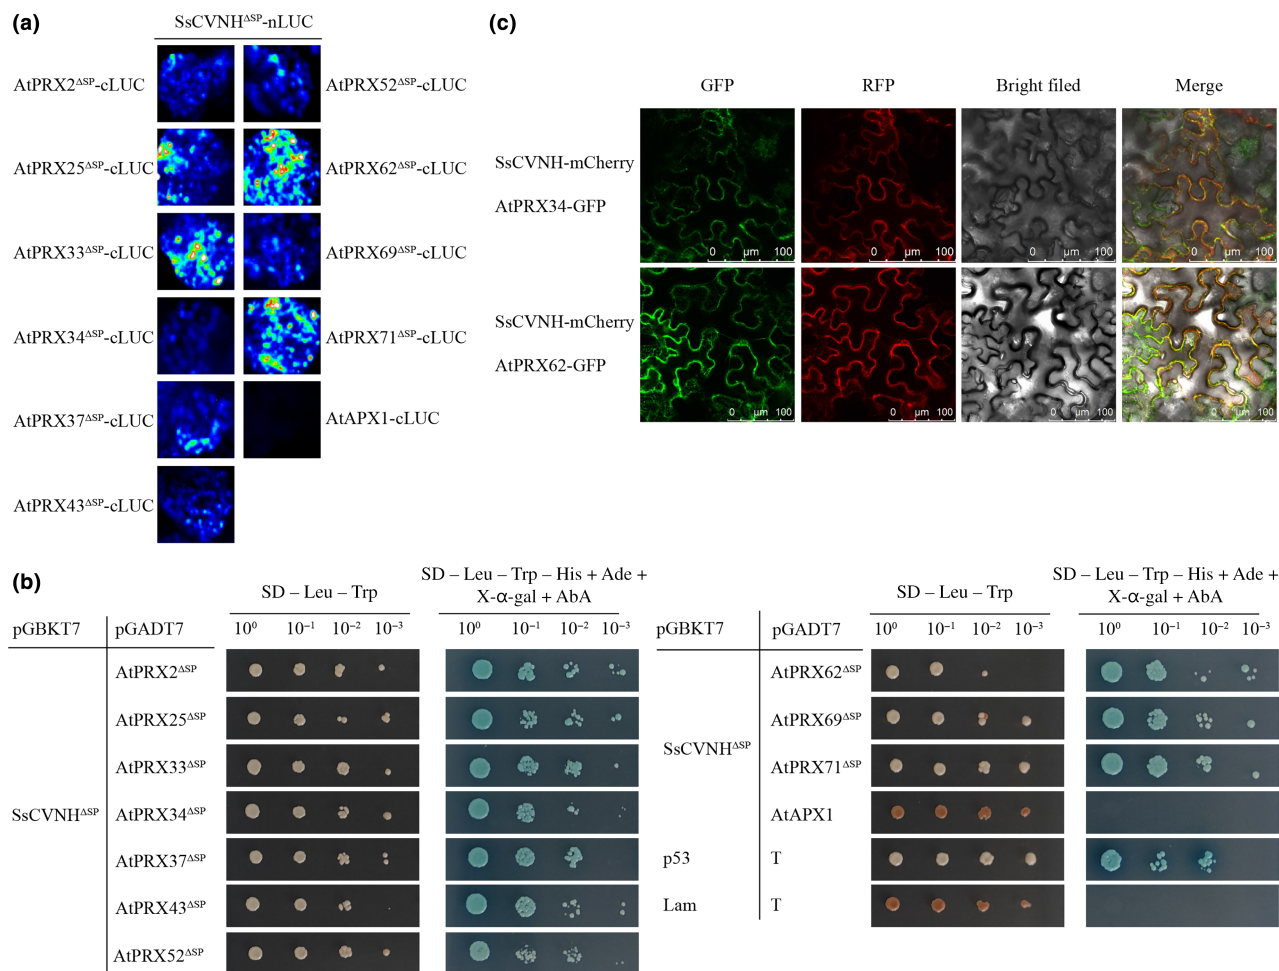 (a)
SsCVNHΔSP-nLUC
AtPRX2ΔSP-cLUC
AtPRX52ΔSP-cLUC
AtPRX25ΔSP-cLUC
AtPRX62ΔSP-cLUC
AtPRX33ΔSP-cLUC
AtPRX69ΔSP-cLUC
AtPRX34ΔSP-cLUC
AtPRX71ΔSP-cLUC
AtPRX37ΔSP-cLUC
AtAPX1-cLUC
AtPRX43ΔSP-cLUC
(c)
GFP RFP Bright filed Merge
SsCVNH-mCherry
AtPRX34-GFP
0 μm 100 0 μm 100 0 μm 100 0 μm 100
SsCVNH-mCherry
AtPRX62-GFP
0 μm 100 0 μm 100 0 μm 100 0 μm 100
(b)
SD – Leu – Trp
SD – Leu – Trp – His + Ade +
X-α-gal + AbA
pGBKT7 pGADT7 10⁰ 10⁻¹ 10⁻² 10⁻³ 10⁰ 10⁻¹ 10⁻² 10⁻³
AtPRX2ΔSP
AtPRX25ΔSP
AtPRX33ΔSP
SsCVNHΔSP AtPRX34ΔSP
AtPRX37ΔSP
AtPRX43ΔSP
AtPRX52ΔSP
SD – Leu – Trp
SD – Leu – Trp – His + Ade +
X-α-gal + AbA
pGBKT7 pGADT7 10⁰ 10⁻¹ 10⁻² 10⁻³ 10⁰ 10⁻¹ 10⁻² 10⁻³
AtPRX62ΔSP
AtPRX69ΔSP
SsCVNHΔSP
AtPRX71ΔSP
AtAPX1
p53 T
Lam T